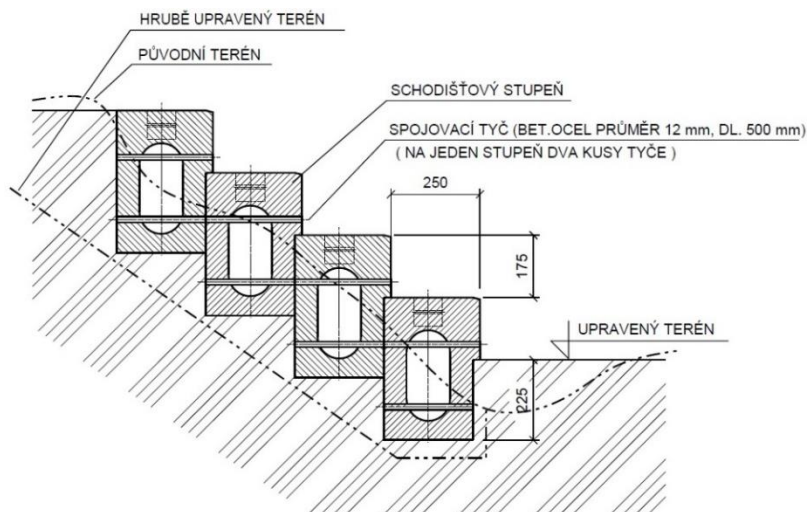 HRUBĚ UPRAVENÝ TERÉN
PŮVODNÍ TERÉN
SCHODIŠŤOVÝ STUPEŇ
SPOJOVACÍ TYČ (BET.OCEL PRŮMĚR 12 mm, DL. 500 mm)
( NA JEDEN STUPEŇ DVA KUSY TYČE )
250
175
UPRAVENÝ TERÉN
225